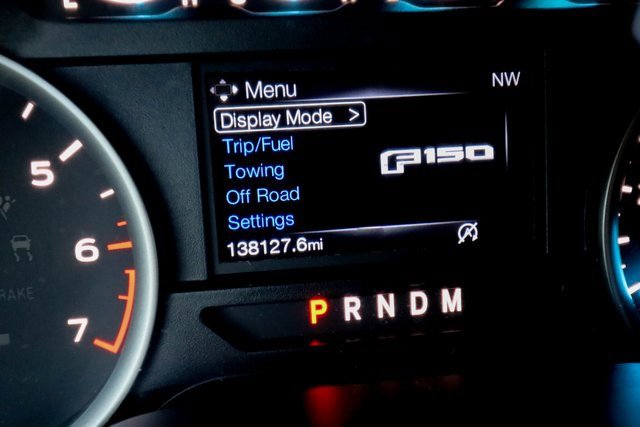 Menu
NW
Display Mode >
Trip/Fuel
Towing
F150
Off Road
Settings
138127.6mi
5
6
7
P R N D M